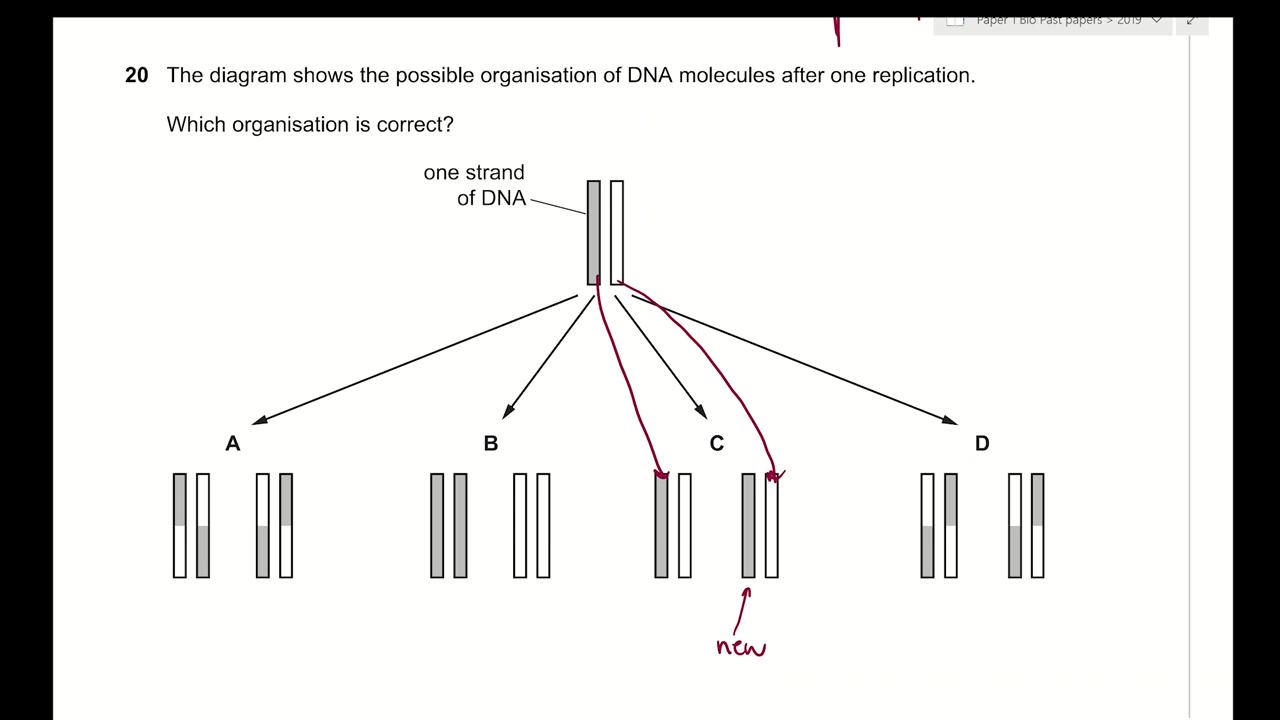 Paper 1 Bio Past papers > 2019
20 The diagram shows the possible organisation of DNA molecules after one replication.
Which organisation is correct?
one strand
of DNA
A B C D
new